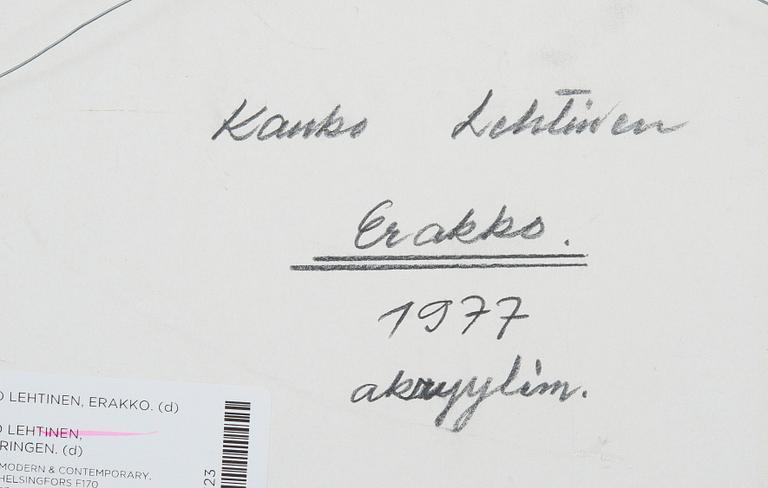 Kauko Lehtinen
Erakko.
1977
akryylim.
O LEHTINEN, ERAKKO. (d)
O LEHTINEN,
RINGEN. (d)
MODERN & CONTEMPORARY,
HELSINGFORS F170
23